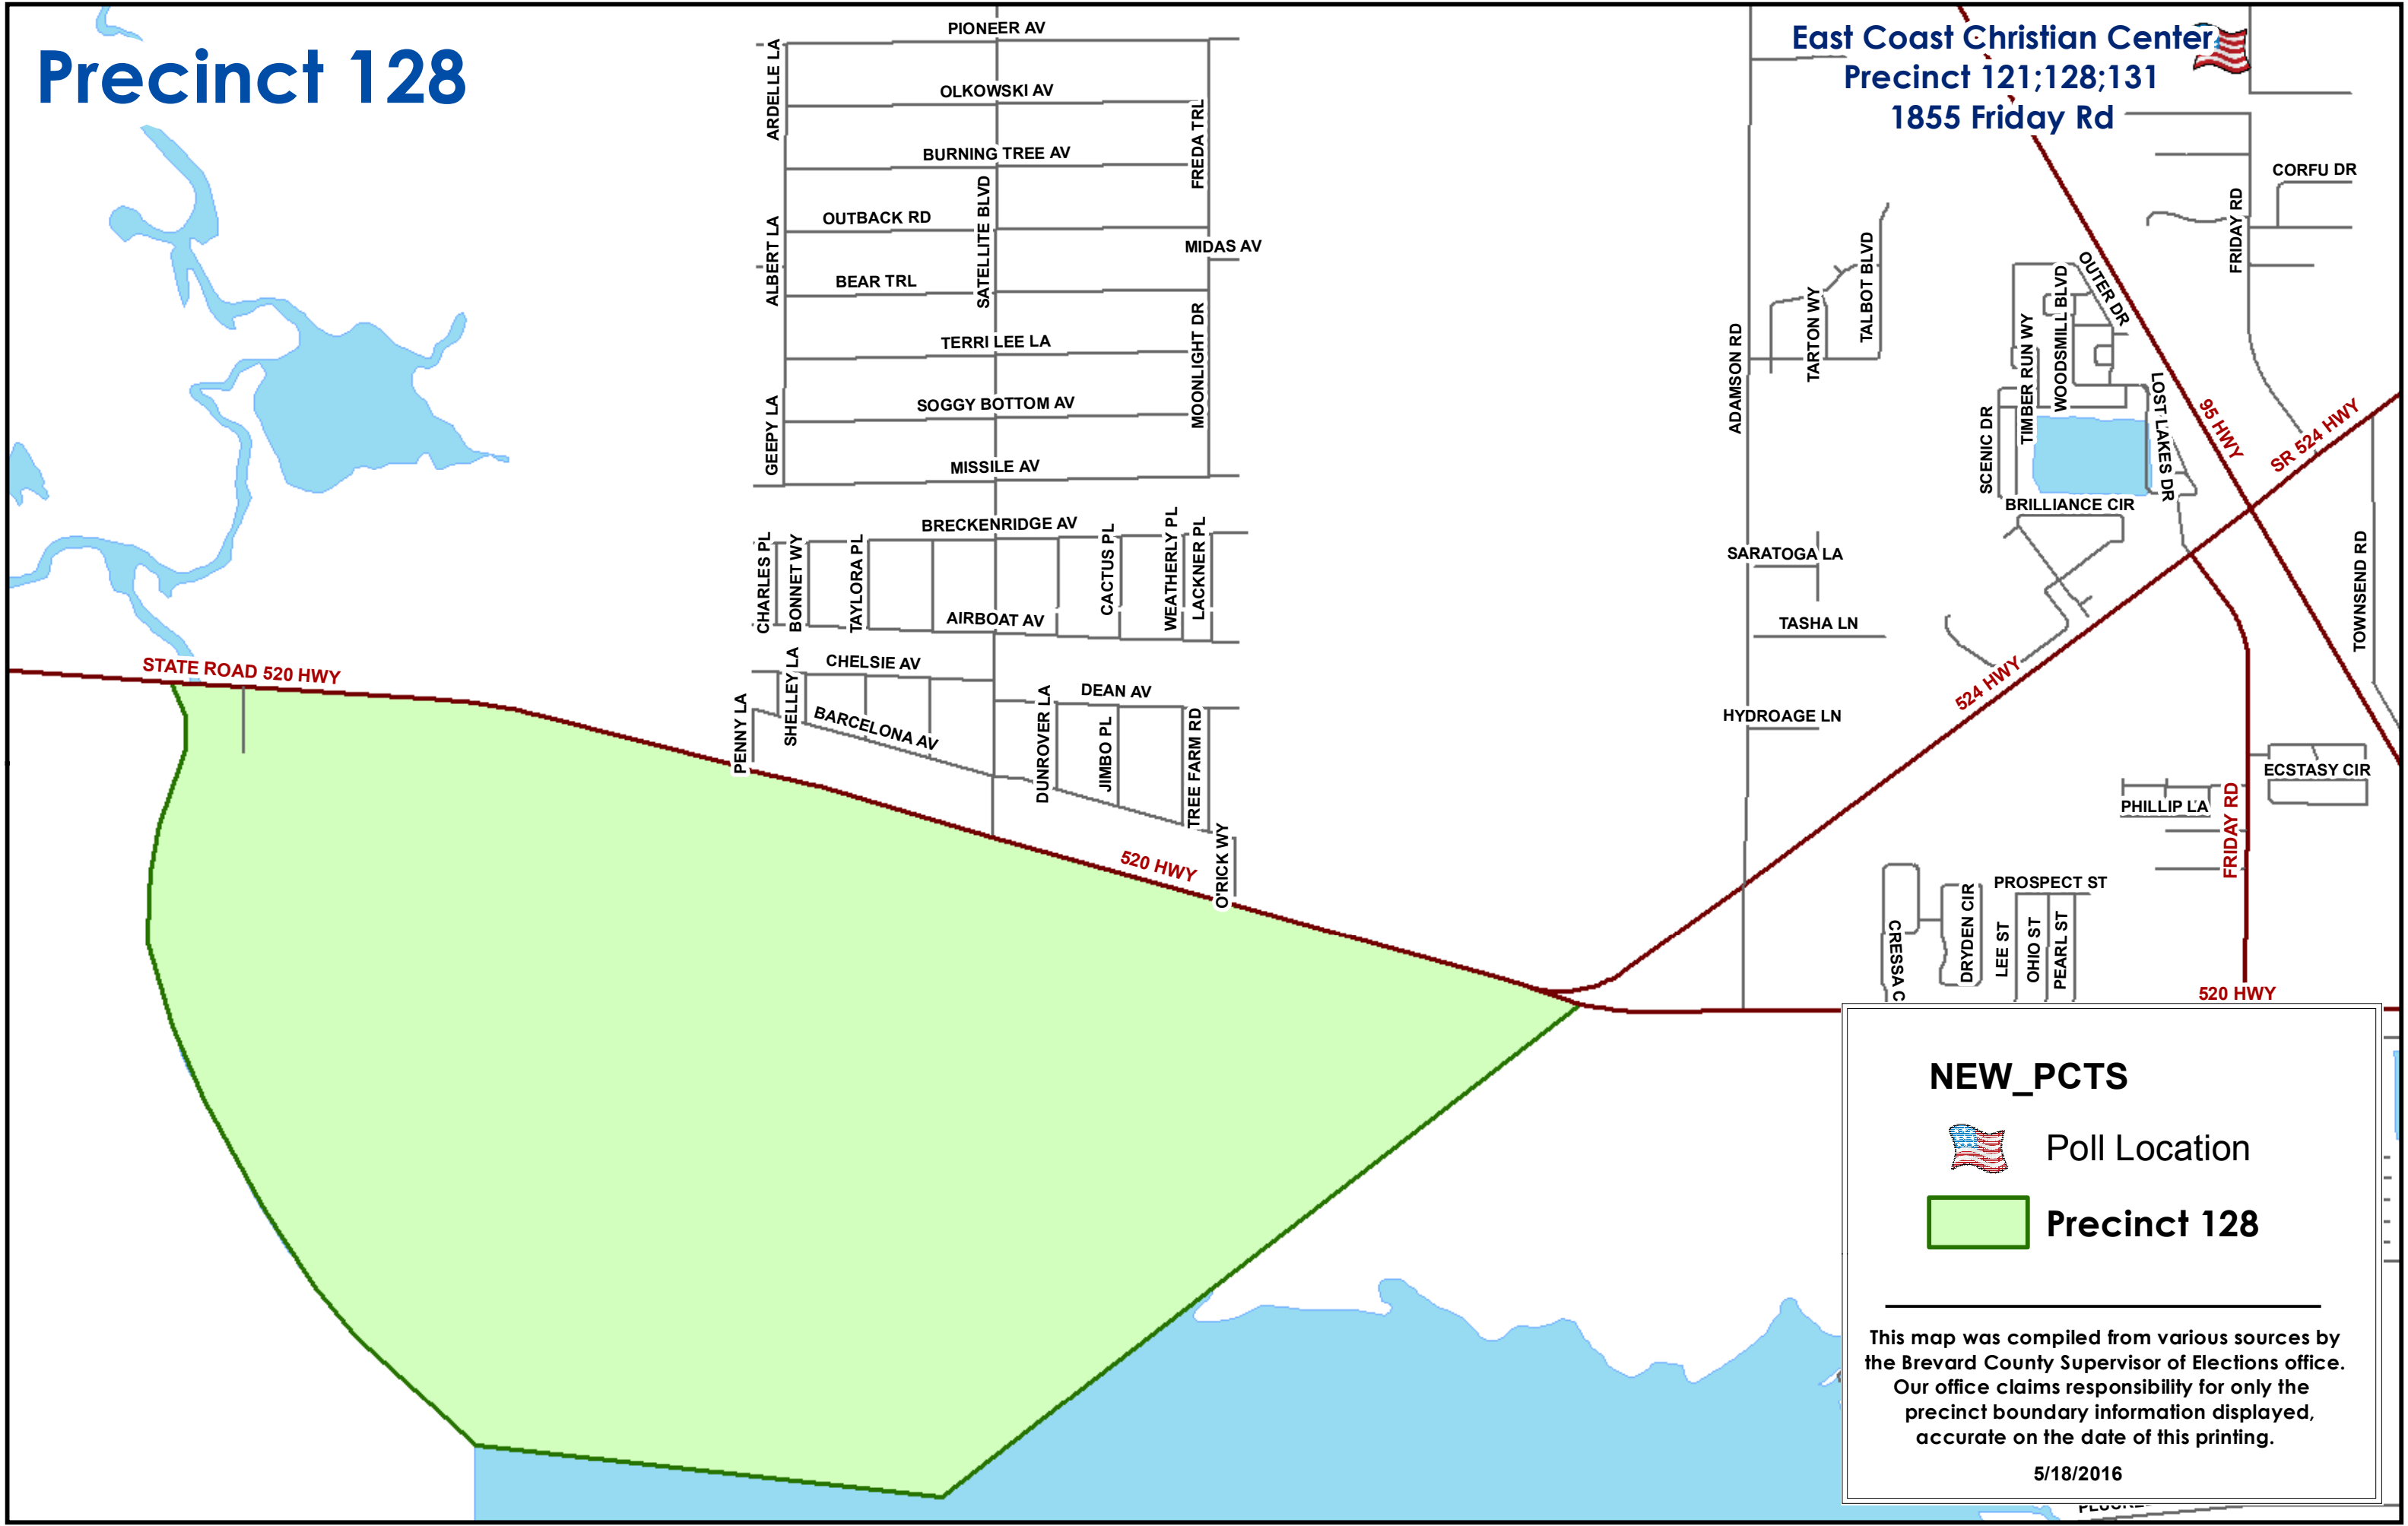 Precinct 128
East Coast Christian Center
Precinct 121;128;131
1855 Friday Rd
PIONEER AV
ARDELLE LA
OLKOWSKI AV
FREDA TRL
BURNING TREE AV
SATELLITE BLVD
OUTBACK RD
ALBERT LA
MIDAS AV
BEAR TRL
TERRI LEE LA
MOONLIGHT DR
SOGGY BOTTOM AV
GEEPY LA
MISSILE AV
BRECKENRIDGE AV
CHARLES PL
BONNET WY
TAYLORA PL
CACTUS PL
WEATHERLY PL
LACKNER PL
AIRBOAT AV
CHELSIE AV
SHELLEY LA
PENNY LA
BARCELONA AV
DEAN AV
DUNROVER LA
JIMBO PL
TREE FARM RD
O'RICK WY
STATE ROAD 520 HWY
520 HWY
ADAMSON RD
TARTON WY
TALBOT BLVD
CORFU DR
FRIDAY RD
OUTER DR
WOODSMILL BLVD
TIMBER RUN WY
SCENIC DR
LOST LAKES DR
95 HWY
SR 524 HWY
BRILLIANCE CIR
SARATOGA LA
TASHA LN
TOWNSEND RD
524 HWY
HYDROAGE LN
ECSTASY CIR
PHILLIP LA
FRIDAY RD
PROSPECT ST
CRESSA C
DRYDEN CIR
LEE ST
OHIO ST
PEARL ST
520 HWY
NEW_PCTS
Poll Location
Precinct 128
This map was compiled from various sources by
the Brevard County Supervisor of Elections office.
Our office claims responsibility for only the
precinct boundary information displayed,
accurate on the date of this printing.
5/18/2016